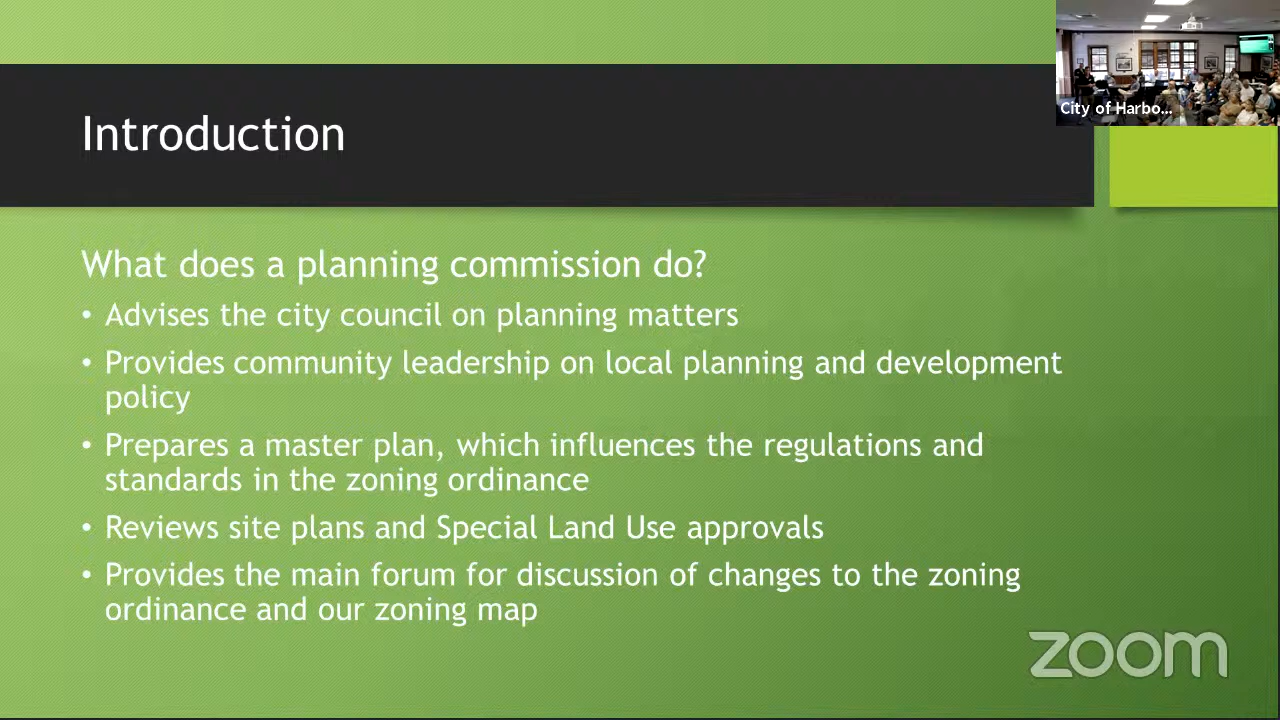 City of Harbo...
Introduction
What does a planning commission do?
• Advises the city council on planning matters
• Provides community leadership on local planning and development
policy
• Prepares a master plan, which influences the regulations and
standards in the zoning ordinance
• Reviews site plans and Special Land Use approvals
• Provides the main forum for discussion of changes to the zoning
ordinance and our zoning map
zoom